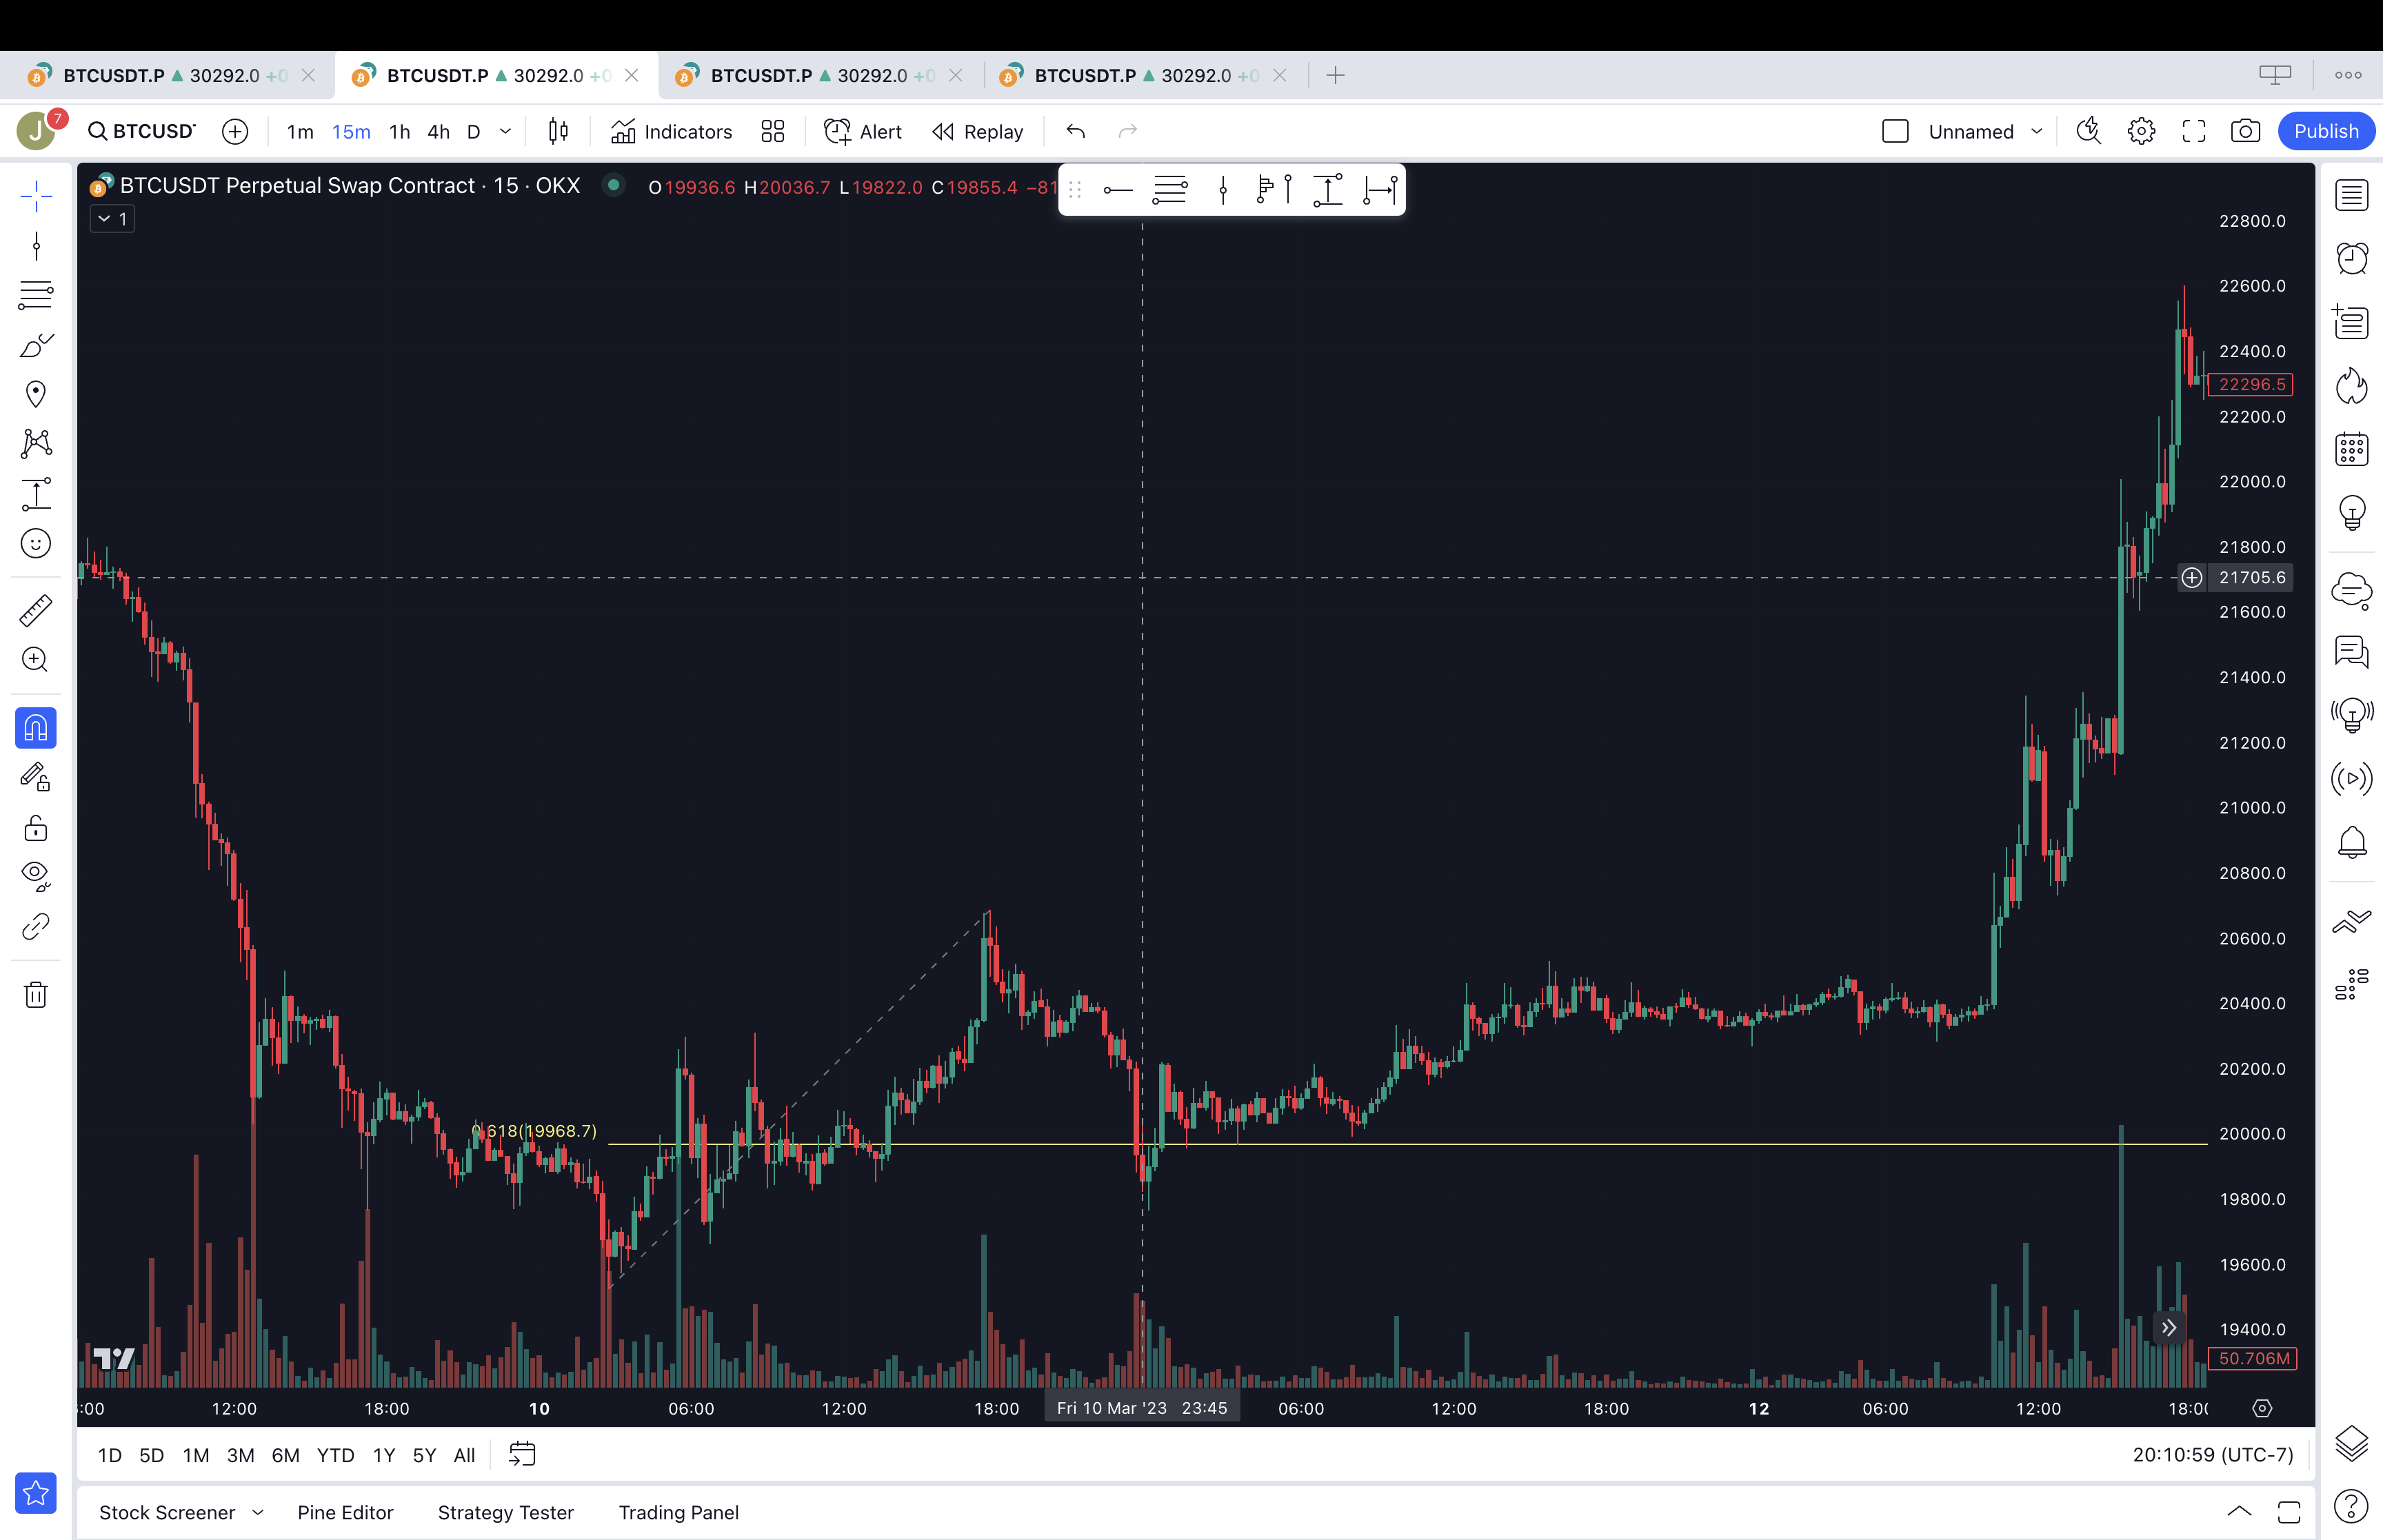 BTCUSDT.P ▲ 30292.0 +0
BTCUSDT.P ▲ 30292.0 +0
BTCUSDT.P ▲ 30292.0 +0
BTCUSDT.P ▲ 30292.0 +0
J 7 BTCUSD 1m 15m 1h 4h D Indicators Alert Replay Unnamed Publish
BTCUSDT Perpetual Swap Contract · 15 · OKX O19936.6 H20036.7 L19822.0 C19855.4 −81
1
22800.0
22600.0
22400.0
22296.5
22200.0
22000.0
21800.0
21705.6
21600.0
21400.0
21200.0
21000.0
20800.0
20600.0
20400.0
20200.0
0.618(19968.7)
20000.0
19800.0
19600.0
19400.0
50.706M
:00 12:00 18:00 10 06:00 12:00 18:00 Fri 10 Mar '23 23:45 06:00 12:00 18:00 12 06:00 12:00 18:0
1D 5D 1M 3M 6M YTD 1Y 5Y All 20:10:59 (UTC-7)
Stock Screener Pine Editor Strategy Tester Trading Panel